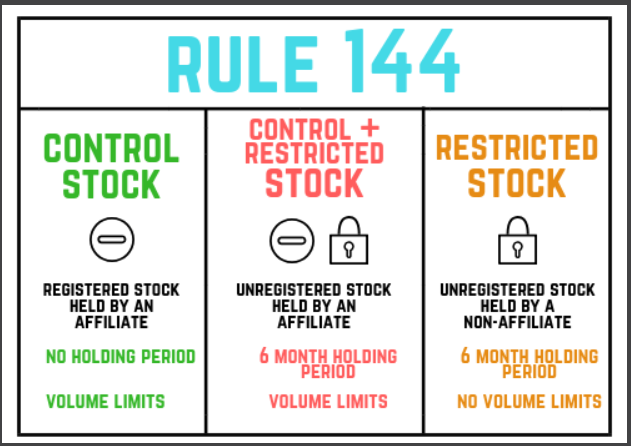 RULE 144
CONTROL
STOCK
REGISTERED STOCK
HELD BY AN
AFFILIATE
NO HOLDING PERIOD
VOLUME LIMITS
CONTROL +
RESTRICTED
STOCK
UNREGISTERED STOCK
HELD BY AN
AFFILIATE
6 MONTH HOLDING
PERIOD
VOLUME LIMITS
RESTRICTED
STOCK
UNREGISTERED STOCK
HELD BY A
NON-AFFILIATE
6 MONTH HOLDING
PERIOD
NO VOLUME LIMITS